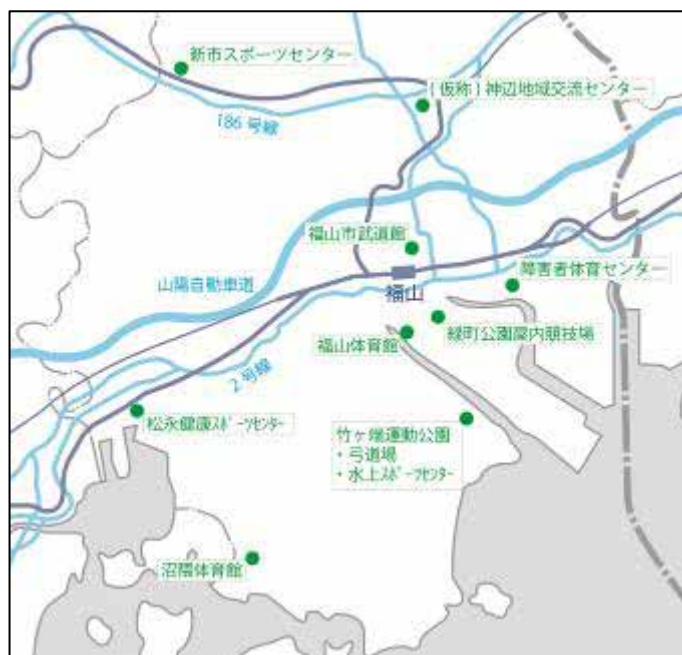 新市スポーツセンター
(仮称)神辺地域交流センター
186号線
福山市武道館
障害者体育センター
山陽自動車道
福山
福山体育館
緑町公園屋内競技場
2号線
松永健康スポーツセンター
竹ヶ端運動公園
・弓道場
・水上スポーツセンター
沼隈体育館